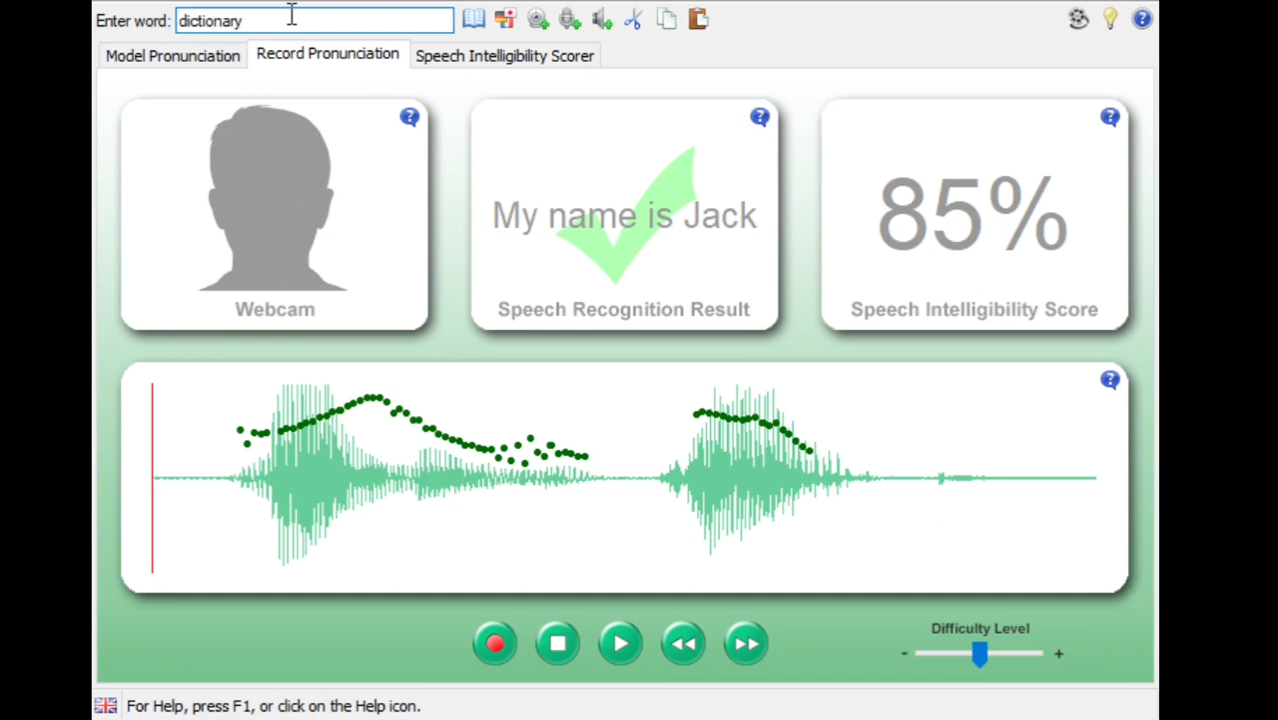 Enter word: dictionary
Model Pronunciation Record Pronunciation Speech Intelligibility Scorer
My name is Jack
85%
Webcam Speech Recognition Result Speech Intelligibility Score
Difficulty Level
- +
For Help, press F1, or click on the Help icon.